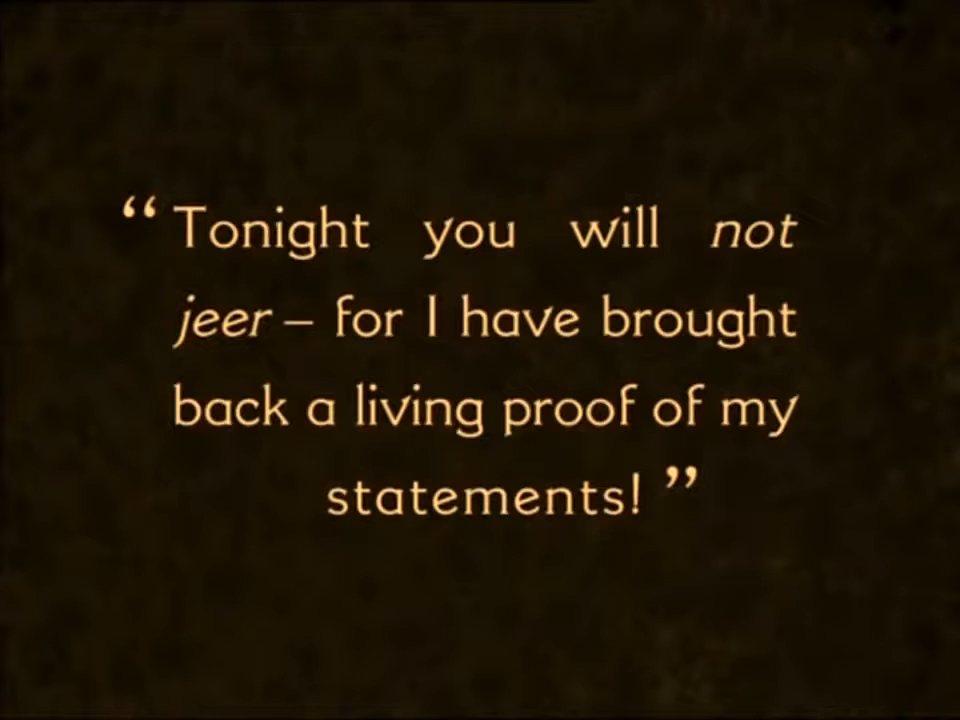 “Tonight you will not
jeer – for I have brought
back a living proof of my
statements!”